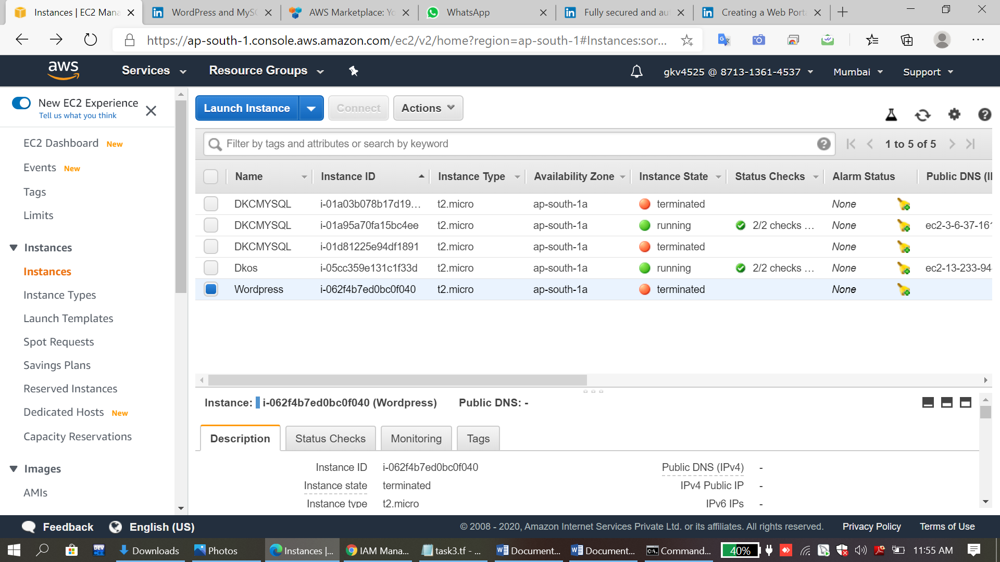 Instances | EC2 Mana
WordPress and MySQ
AWS Marketplace: Yo
WhatsApp
Fully secured and au
Creating a Web Porta
https://ap-south-1.console.aws.amazon.com/ec2/v2/home?region=ap-south-1#Instances:sor...
aws
Services
Resource Groups
gkv4525 @ 8713-1361-4537
Mumbai
Support
New EC2 Experience
Tell us what you think
EC2 Dashboard New
Events New
Tags
Limits
Instances
Instances
Instance Types
Launch Templates
Spot Requests
Savings Plans
Reserved Instances
Dedicated Hosts New
Capacity Reservations
Images
AMIs
Launch Instance
Connect
Actions
Filter by tags and attributes or search by keyword
1 to 5 of 5
Name Instance ID Instance Type Availability Zone Instance State Status Checks Alarm Status Public DNS (I
DKCMYSQL i-01a03b078b17d19... t2.micro ap-south-1a terminated None
DKCMYSQL i-01a95a70fa15bc4ee t2.micro ap-south-1a running 2/2 checks ... None ec2-3-6-37-161
DKCMYSQL i-01d81225e94df1891 t2.micro ap-south-1a terminated None
Dkos i-05cc359e131c1f33d t2.micro ap-south-1a running 2/2 checks ... None ec2-13-233-94
Wordpress i-062f4b7ed0bc0f040 t2.micro ap-south-1a terminated None
Instance: i-062f4b7ed0bc0f040 (Wordpress) Public DNS: -
Description
Status Checks
Monitoring
Tags
Instance ID i-062f4b7ed0bc0f040 Public DNS (IPv4) -
Instance state terminated IPv4 Public IP -
Instance type t2.micro IPv6 IPs -
Feedback
English (US)
© 2008 - 2020, Amazon Internet Services Private Ltd. or its affiliates. All rights reserved.
Privacy Policy
Terms of Use
DEV
Downloads
Photos
Instances |...
IAM Mana...
task3.tf - ...
Document...
Document...
Command...
40%
11:55 AM